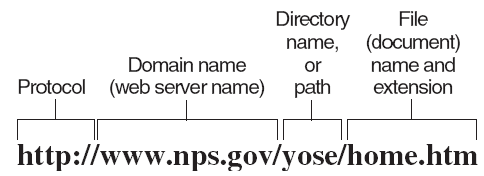 Protocol
Domain name
(web server name)
Directory
name,
or
path
File
(document)
name and
extension
http://www.nps.gov/yose/home.htm